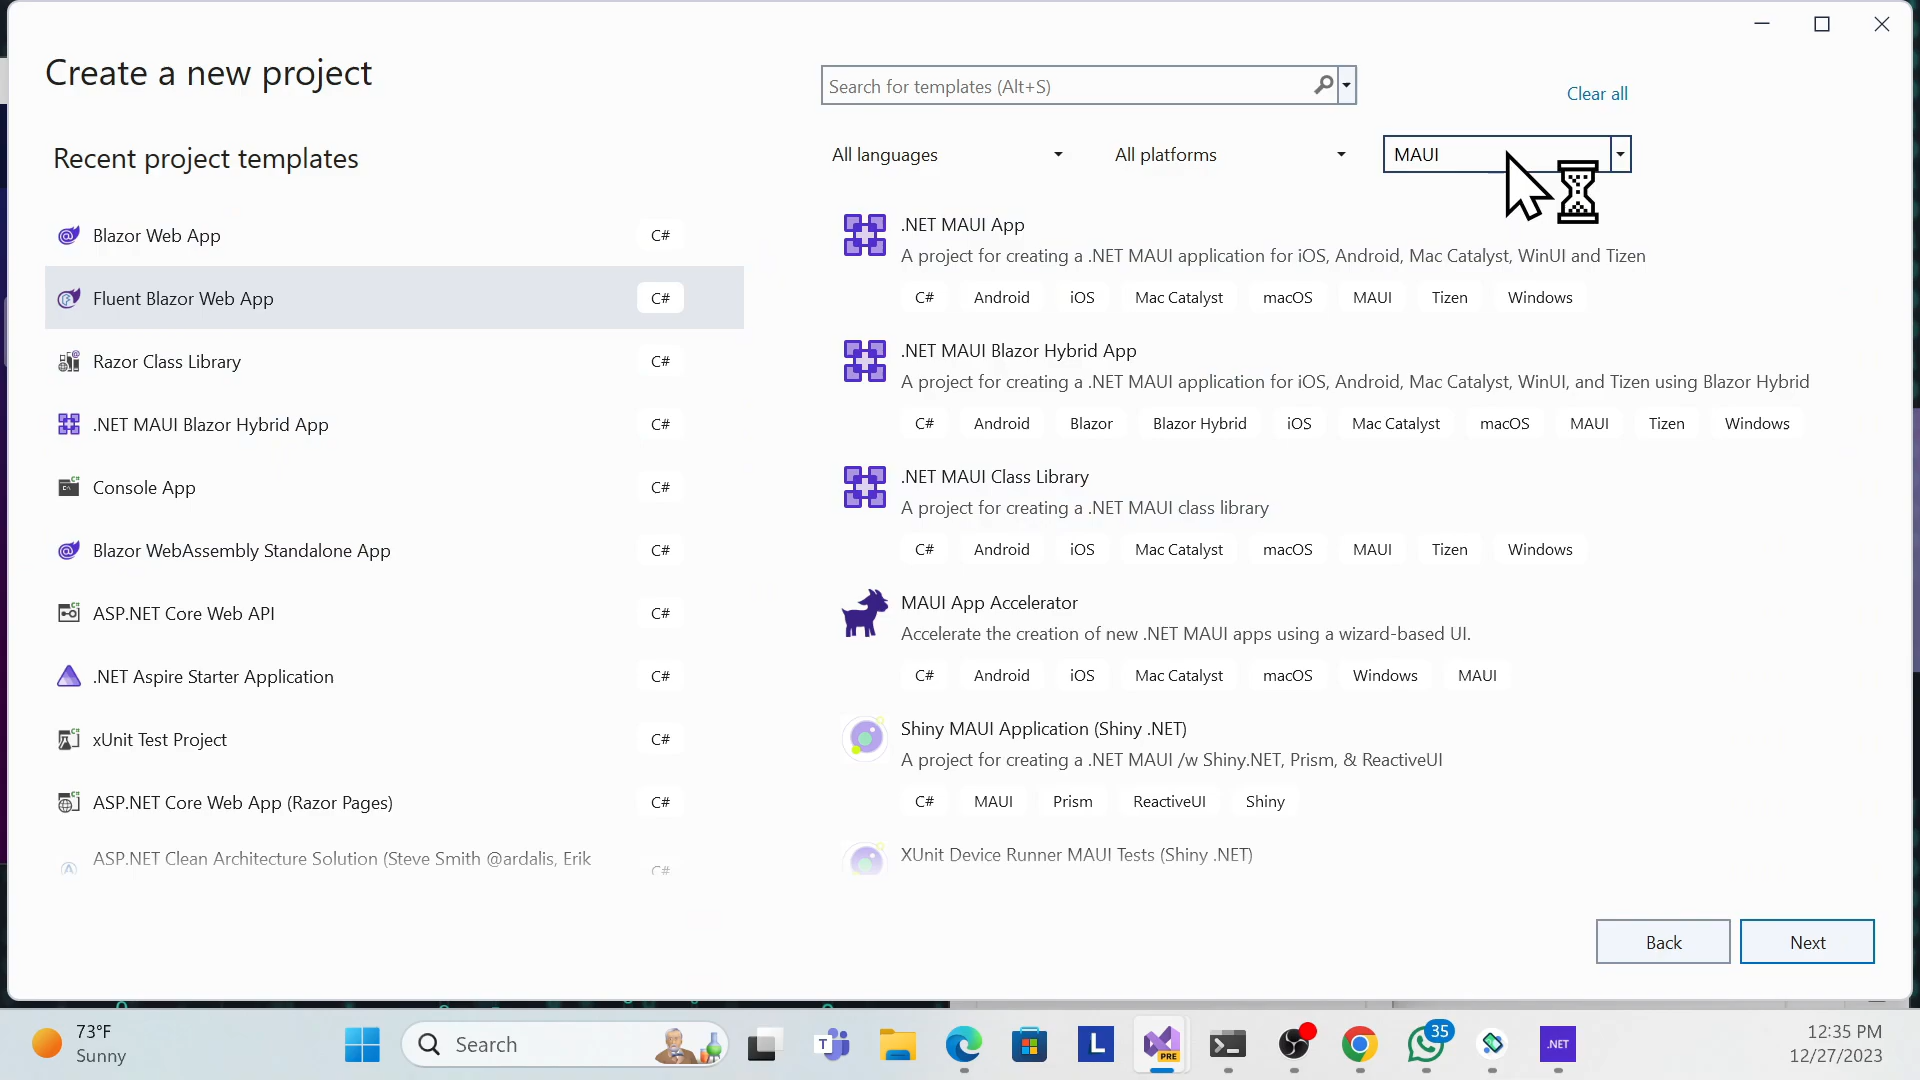 Create a new project
Search for templates (Alt+S)
Clear all
All languages
All platforms
MAUI
Recent project templates
Blazor Web App
C#
Fluent Blazor Web App
C#
Razor Class Library
C#
.NET MAUI Blazor Hybrid App
C#
Console App
C#
Blazor WebAssembly Standalone App
C#
ASP.NET Core Web API
C#
.NET Aspire Starter Application
C#
xUnit Test Project
C#
ASP.NET Core Web App (Razor Pages)
C#
ASP.NET Clean Architecture Solution (Steve Smith @ardalis, Erik
C#
.NET MAUI App
A project for creating a .NET MAUI application for iOS, Android, Mac Catalyst, WinUI and Tizen
C# Android iOS Mac Catalyst macOS MAUI Tizen Windows
.NET MAUI Blazor Hybrid App
A project for creating a .NET MAUI application for iOS, Android, Mac Catalyst, WinUI, and Tizen using Blazor Hybrid
C# Android Blazor Blazor Hybrid iOS Mac Catalyst macOS MAUI Tizen Windows
.NET MAUI Class Library
A project for creating a .NET MAUI class library
C# Android iOS Mac Catalyst macOS MAUI Tizen Windows
MAUI App Accelerator
Accelerate the creation of new .NET MAUI apps using a wizard-based UI.
C# Android iOS Mac Catalyst macOS Windows MAUI
Shiny MAUI Application (Shiny .NET)
A project for creating a .NET MAUI /w Shiny.NET, Prism, & ReactiveUI
C# MAUI Prism ReactiveUI Shiny
XUnit Device Runner MAUI Tests (Shiny .NET)
Back
Next
73°F
Sunny
Search
T
L
PRE
35
.NET
12:35 PM
12/27/2023